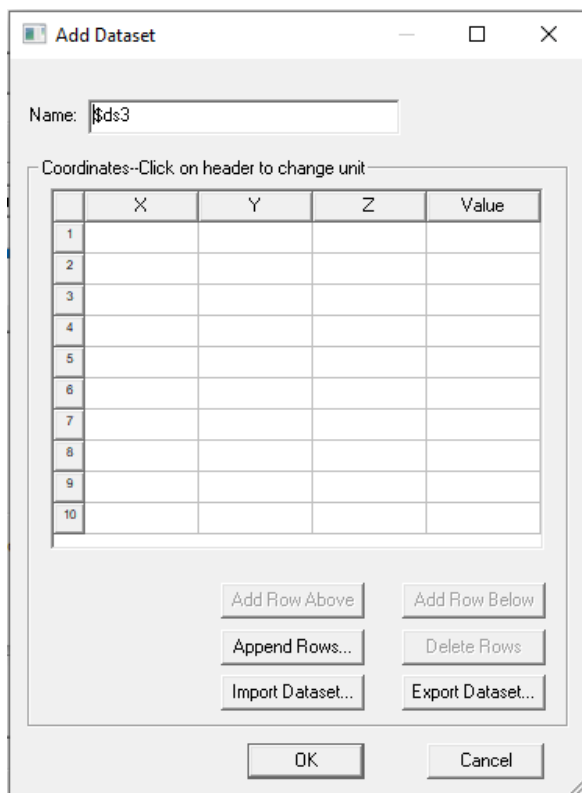 Add Dataset
Name: $ds3
Coordinates--Click on header to change unit
X Y Z Value
1
2
3
4
5
6
7
8
9
10
Add Row Above Add Row Below
Append Rows... Delete Rows
Import Dataset... Export Dataset...
OK Cancel